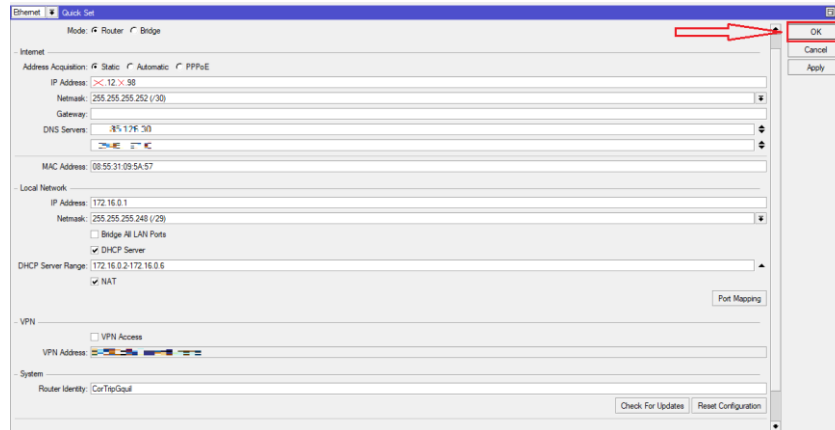 Ethernet Quick Set
Mode: Router Bridge
OK
Internet
Cancel
Address Acquisition: Static Automatic PPPoE
Apply
IP Address: .12. .98
Netmask: 255.255.255.252 (/30)
Gateway:
DNS Servers:
MAC Address: 08:55:31:09:5A:57
Local Network
IP Address: 172.16.0.1
Netmask: 255.255.255.248 (/29)
Bridge All LAN Ports
DHCP Server
DHCP Server Range: 172.16.0.2-172.16.0.6
NAT
Port Mapping
VPN
VPN Access
VPN Address:
System
Router Identity: CorTripGquil
Check For Updates Reset Configuration